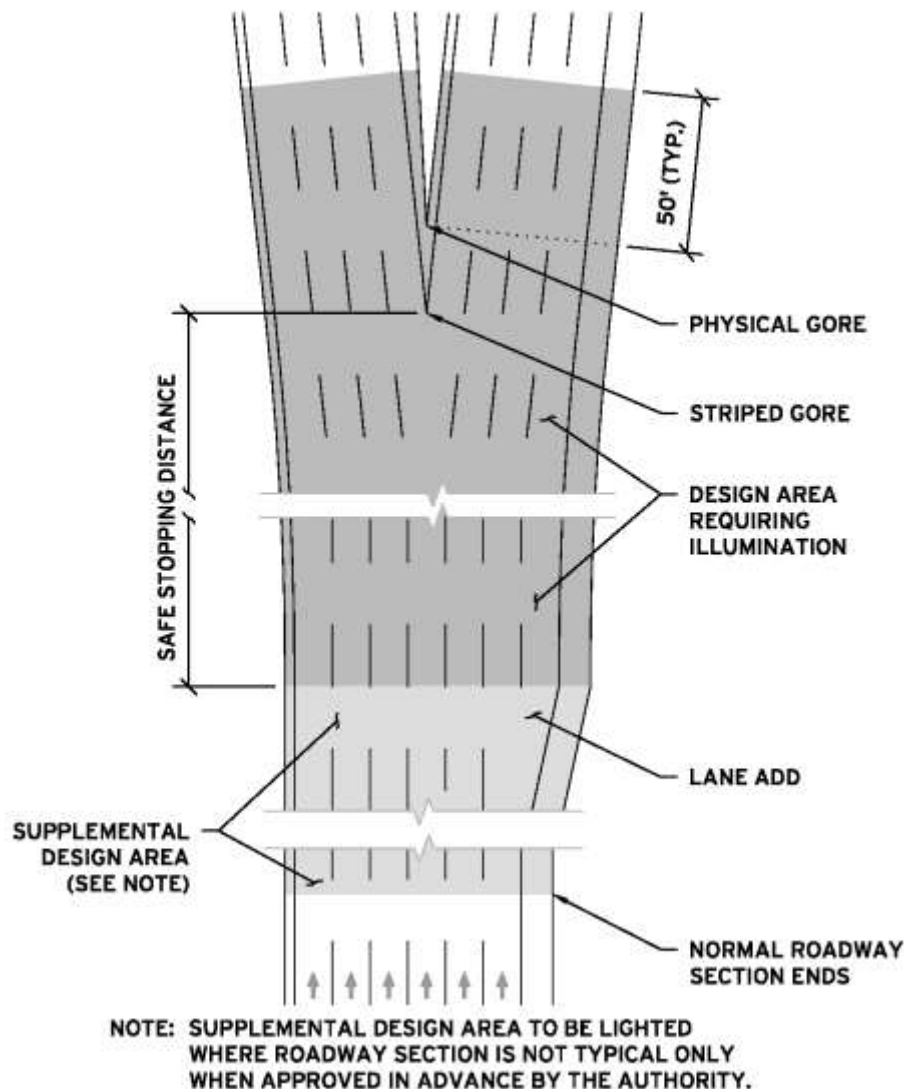 50' (TYP.)
PHYSICAL GORE
STRIPED GORE
SAFE STOPPING DISTANCE
DESIGN AREA
REQUIRING
ILLUMINATION
LANE ADD
SUPPLEMENTAL
DESIGN AREA
(SEE NOTE)
NORMAL ROADWAY
SECTION ENDS
NOTE: SUPPLEMENTAL DESIGN AREA TO BE LIGHTED
WHERE ROADWAY SECTION IS NOT TYPICAL ONLY
WHEN APPROVED IN ADVANCE BY THE AUTHORITY.